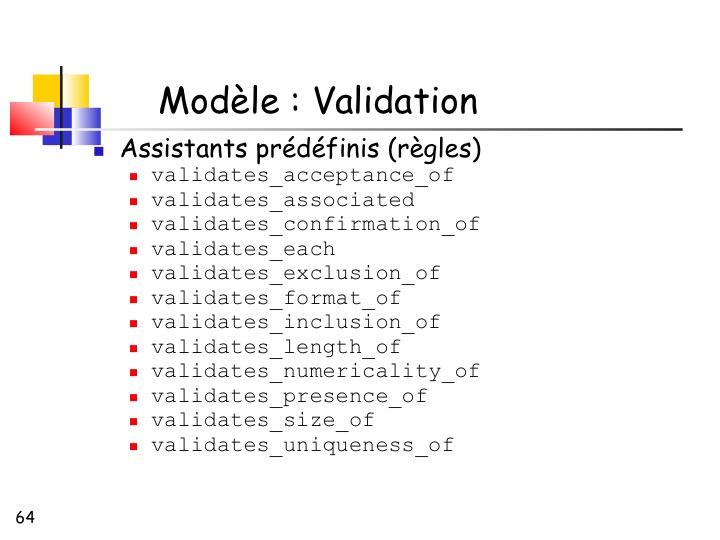 Modèle : Validation
Assistants prédéfinis (règles)
validates_acceptance_of
validates_associated
validates_confirmation_of
validates_each
validates_exclusion_of
validates_format_of
validates_inclusion_of
validates_length_of
validates_numericality_of
validates_presence_of
validates_size_of
validates_uniqueness_of
64